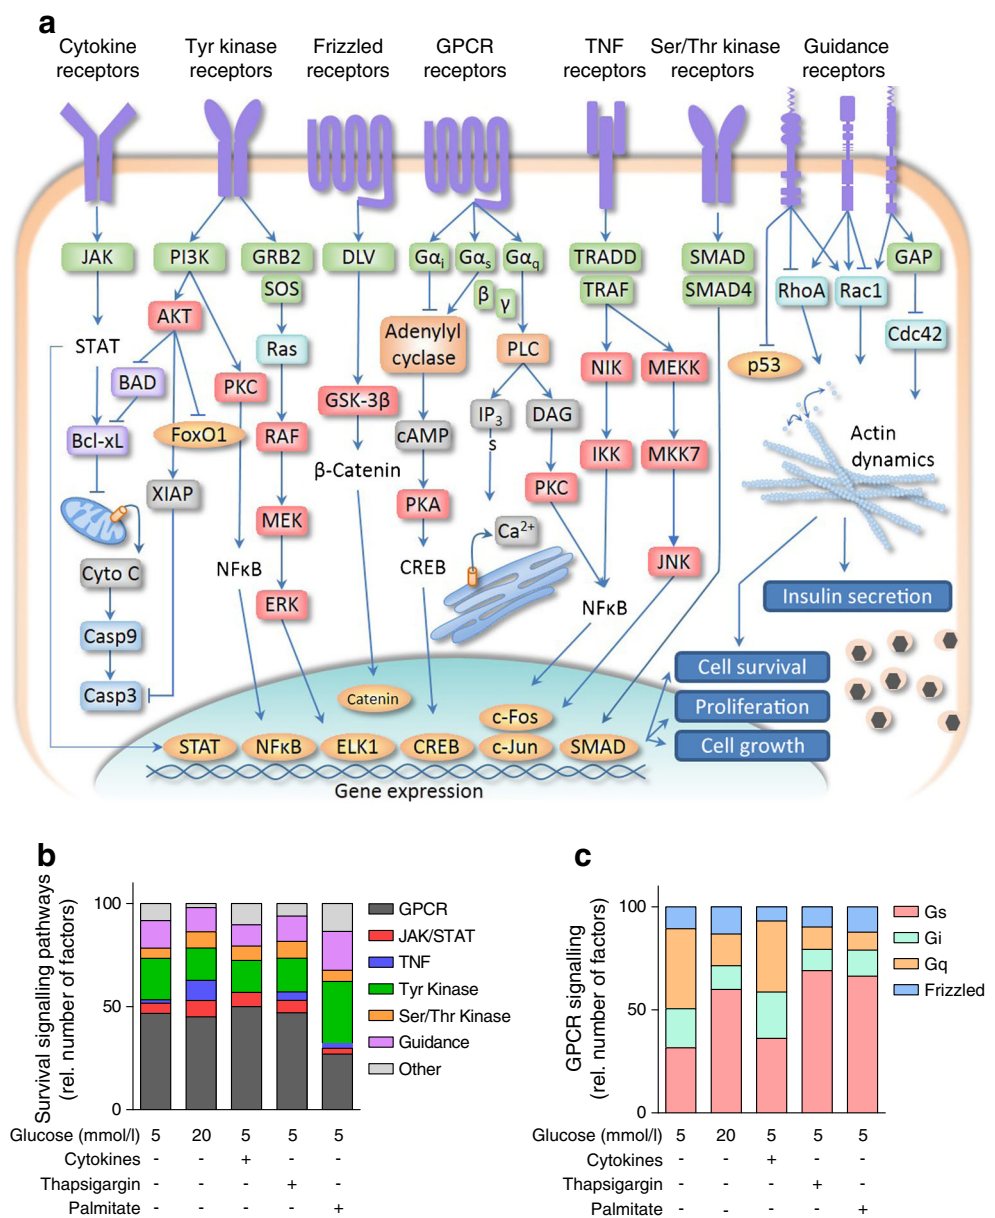 a
Cytokine receptors
Tyr kinase receptors
Frizzled receptors
GPCR receptors
TNF receptors
Ser/Thr kinase receptors
Guidance receptors
JAK
PI3K
GRB2
DLV
Gαi
Gαs
Gαq
TRADD
SMAD
GAP
SOS
β
γ
TRAF
SMAD4
RhoA
Rac1
AKT
STAT
Ras
Adenylyl cyclase
PLC
Cdc42
BAD
PKC
NIK
MEKK
p53
GSK-3β
IP3s
DAG
Bcl-xL
FoxO1
RAF
cAMP
IKK
MKK7
Actin dynamics
β-Catenin
XIAP
PKA
PKC
MEK
Ca2+
Cyto C
NFκB
CREB
JNK
ERK
NFκB
Insulin secretion
Casp9
Casp3
Cell survival
Catenin
c-Fos
Proliferation
STAT
NFκB
ELK1
CREB
c-Jun
SMAD
Cell growth
Gene expression
b
Survival signalling pathways
(rel. number of factors)
100
50
0
GPCR
JAK/STAT
TNF
Tyr Kinase
Ser/Thr Kinase
Guidance
Other
Glucose (mmol/l) 5 20 5 5 5
Cytokines - - + - -
Thapsigargin - - - + -
Palmitate - - - - +
c
GPCR signalling
(rel. number of factors)
100
50
0
Gs
Gi
Gq
Frizzled
Glucose (mmol/l) 5 20 5 5 5
Cytokines - - + - -
Thapsigargin - - - + -
Palmitate - - - - +